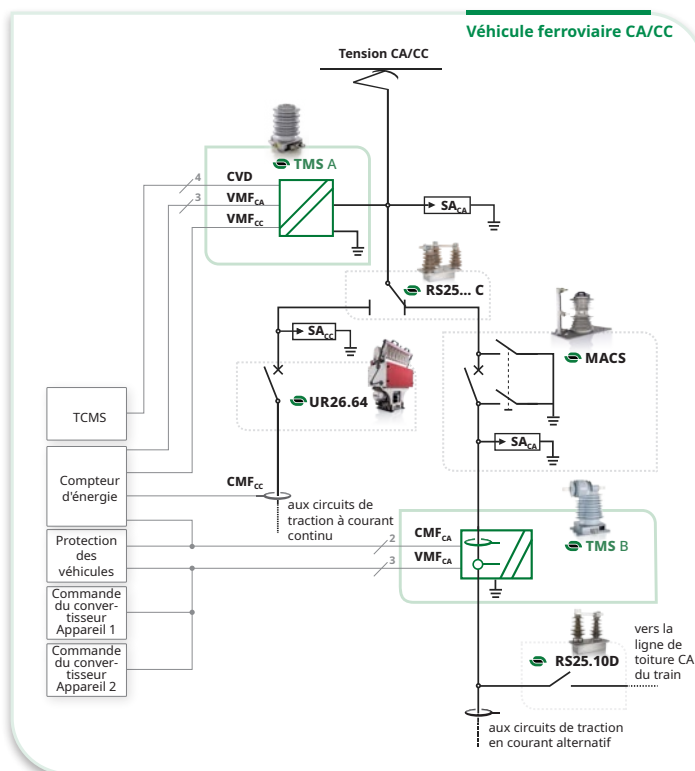 Véhicule ferroviaire CA/CC
Tension CA/CC
TMS A
4
CVD
3
VMFCA
VMFCC
SACA
RS25... C
SACC
MACS
UR26.64
TCMS
SACA
Compteur
d'énergie
CMFCC
aux circuits de
traction à courant
continu
Protection
des
véhicules
2
CMFCA
3
VMFCA
TMS B
Commande
du conver-
tisseur
Appareil 1
Commande
du conver-
tisseur
Appareil 2
vers la
ligne de
toiture CA
du train
RS25.10D
aux circuits de traction
en courant alternatif